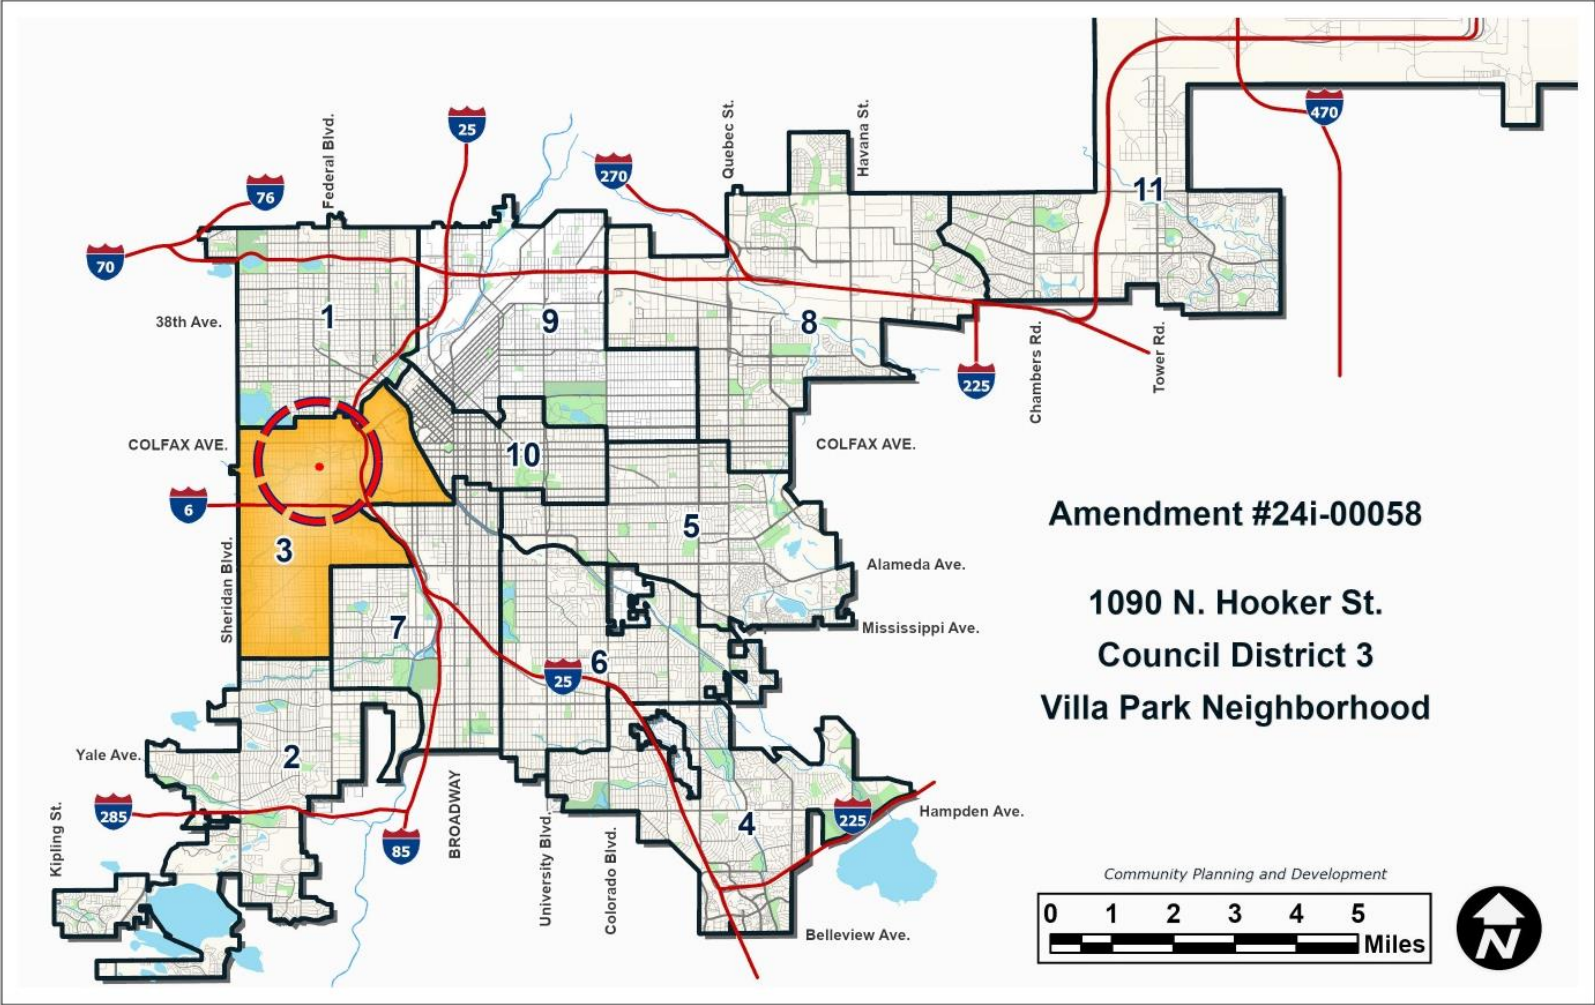 Federal Blvd.
25
Quebec St.
Havana St.
470
76
270
11
70
38th Ave.
1
9
8
225
Chambers Rd.
Tower Rd.
COLFAX AVE.
10
COLFAX AVE.
6
3
5
Sheridan Blvd.
Alameda Ave.
7
Mississippi Ave.
6
25
Yale Ave.
2
285
Kipling St.
85
BROADWAY
University Blvd.
Colorado Blvd.
4
225
Hampden Ave.
Belleview Ave.
Amendment #24i-00058
1090 N. Hooker St.
Council District 3
Villa Park Neighborhood
Community Planning and Development
0 1 2 3 4 5
Miles
N